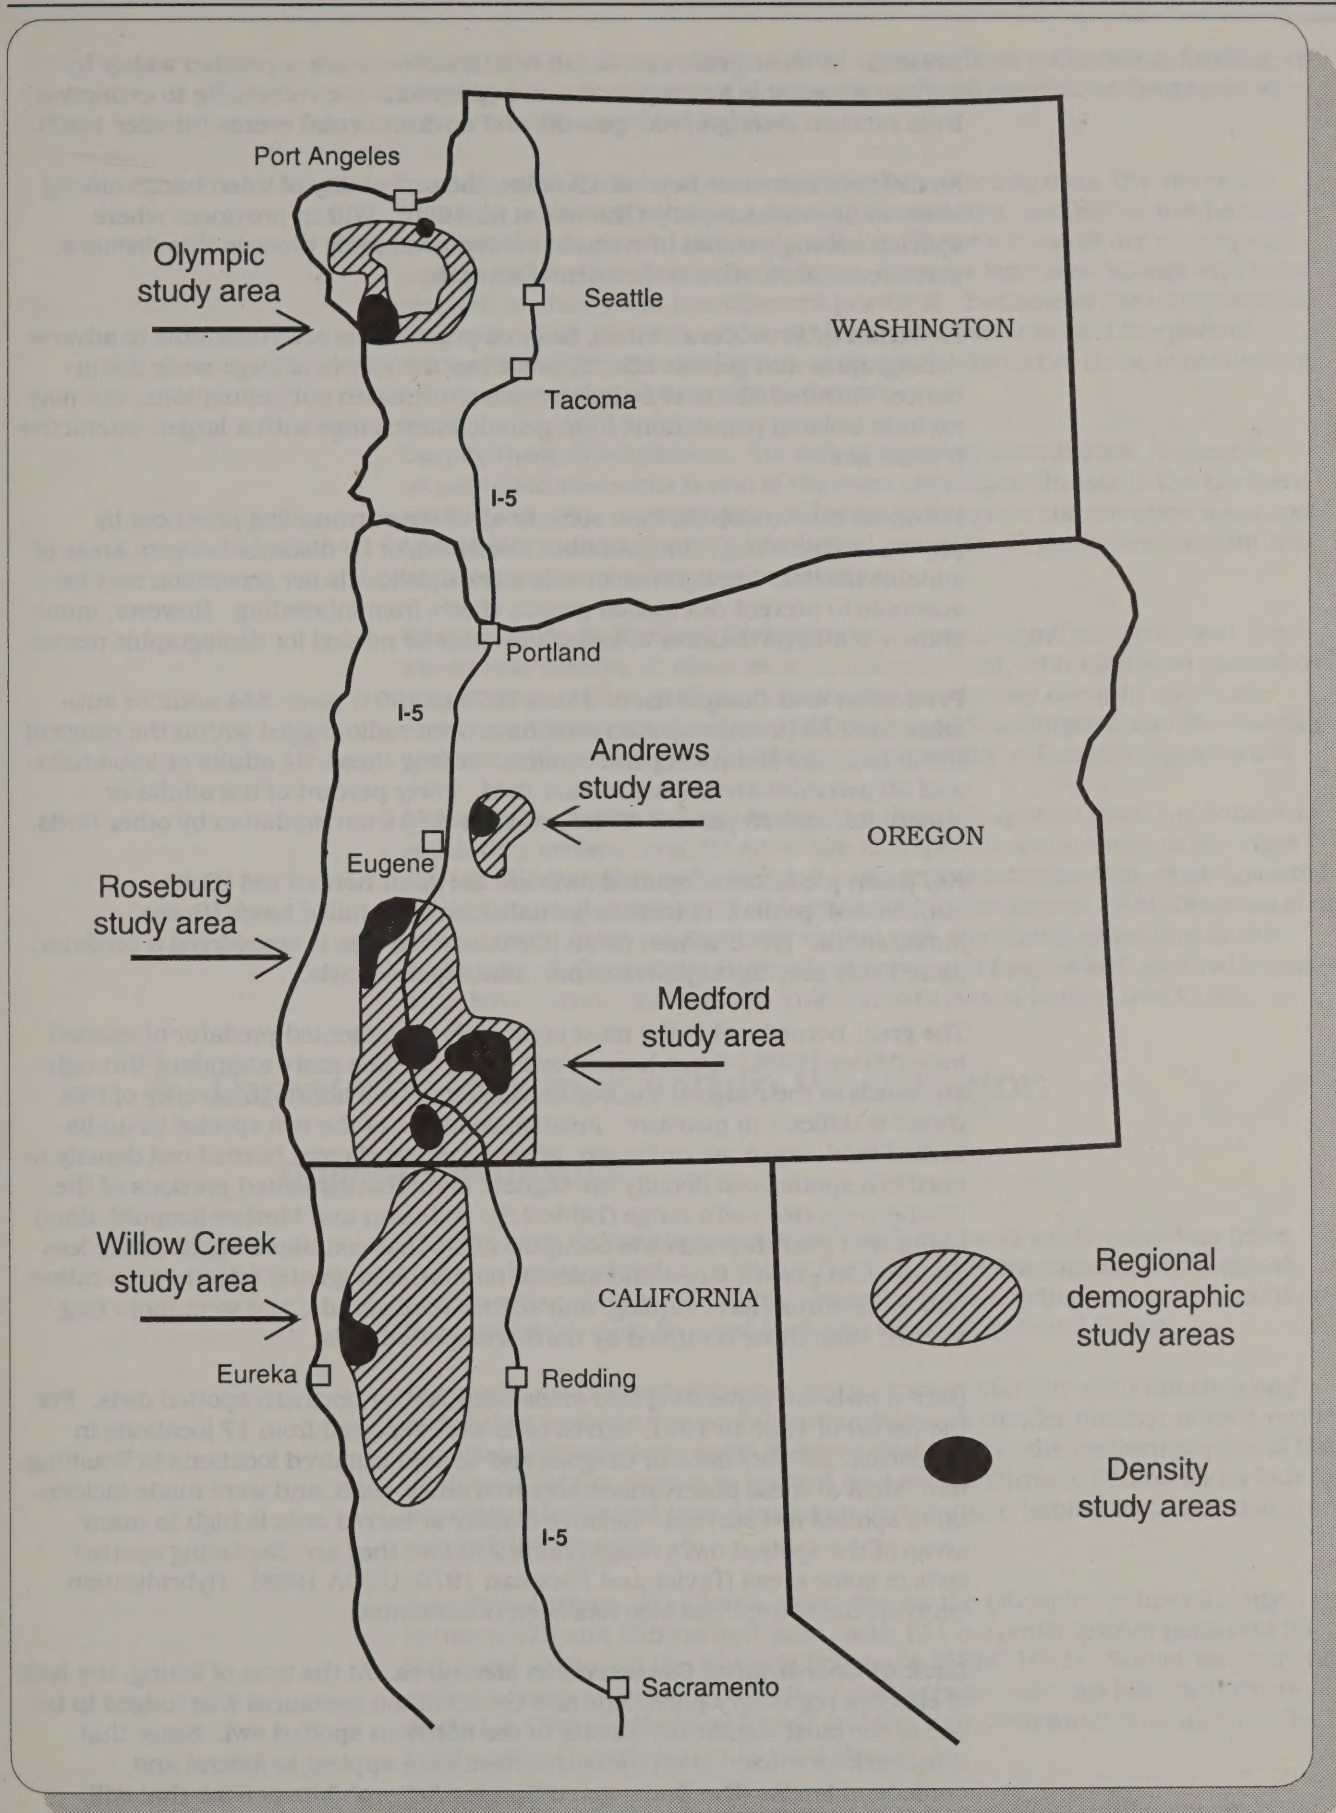 Port Angeles
Olympic
study area
Seattle
WASHINGTON
Tacoma
I-5
Portland
I-5
Andrews
study area
OREGON
Eugene
Roseburg
study area
Medford
study area
Willow Creek
study area
CALIFORNIA
Regional
demographic
study areas
Eureka
Redding
Density
study areas
I-5
Sacramento